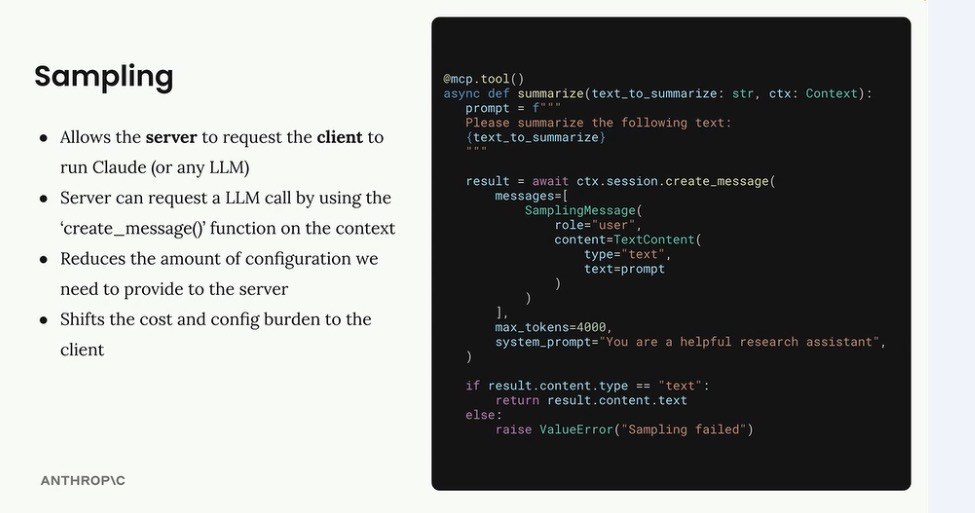 Sampling
● Allows the server to request the client to
run Claude (or any LLM)
● Server can request a LLM call by using the
‘create_message()’ function on the context
● Reduces the amount of configuration we
need to provide to the server
● Shifts the cost and config burden to the
client
ANTHROP\C
@mcp.tool()
async def summarize(text_to_summarize: str, ctx: Context):
   prompt = f"""
   Please summarize the following text:
   {text_to_summarize}
   """
   result = await ctx.session.create_message(
       messages=[
           SamplingMessage(
               role="user",
               content=TextContent(
                   type="text",
                   text=prompt
               )
           )
       ],
       max_tokens=4000,
       system_prompt="You are a helpful research assistant",
   )
   if result.content.type == "text":
       return result.content.text
   else:
       raise ValueError("Sampling failed")